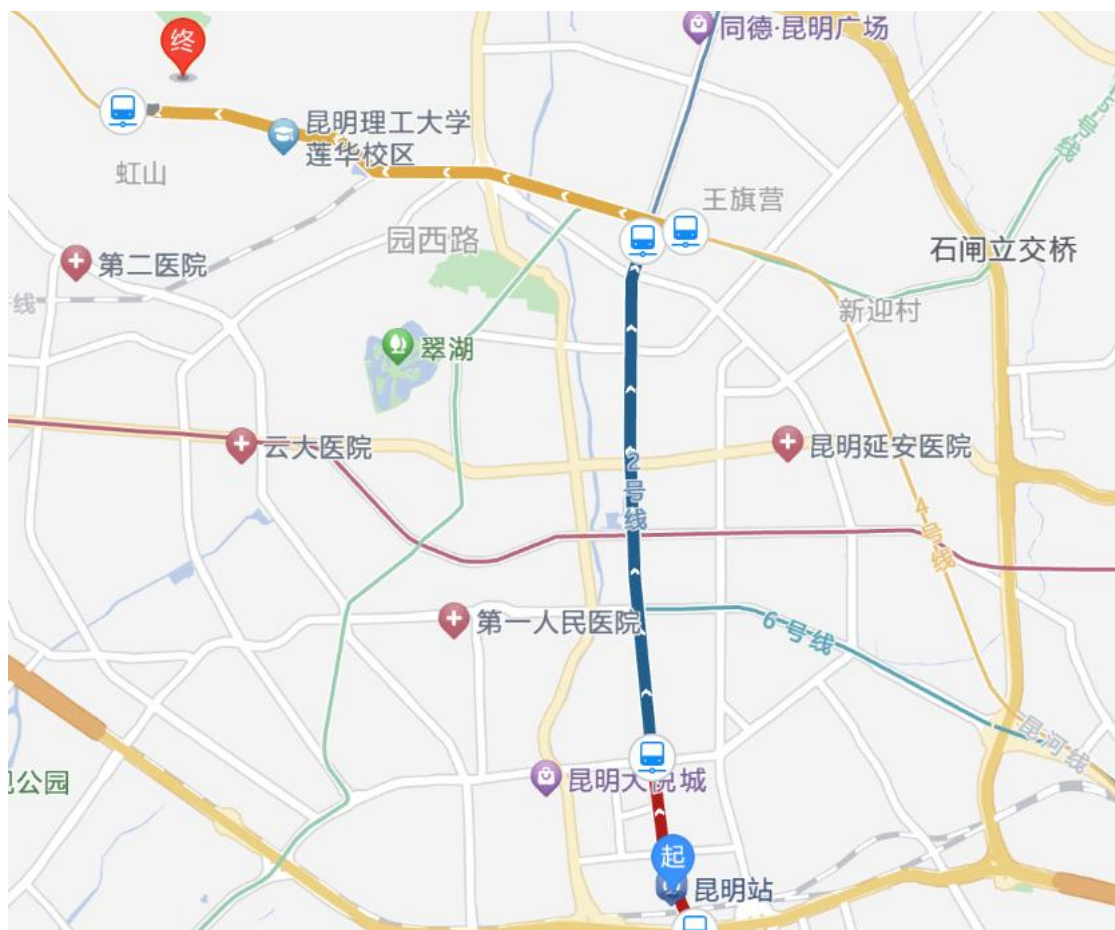 同德·昆明广场
终
昆明理工大学
莲华校区
5号线
虹山
王旗营
园西路
石闸立交桥
第二医院
线
新迎村
翠湖
云大医院
昆明延安医院
2号线
4号线
第一人民医院
6号线
昆河线
昆明大悦城
公园
起
昆明站